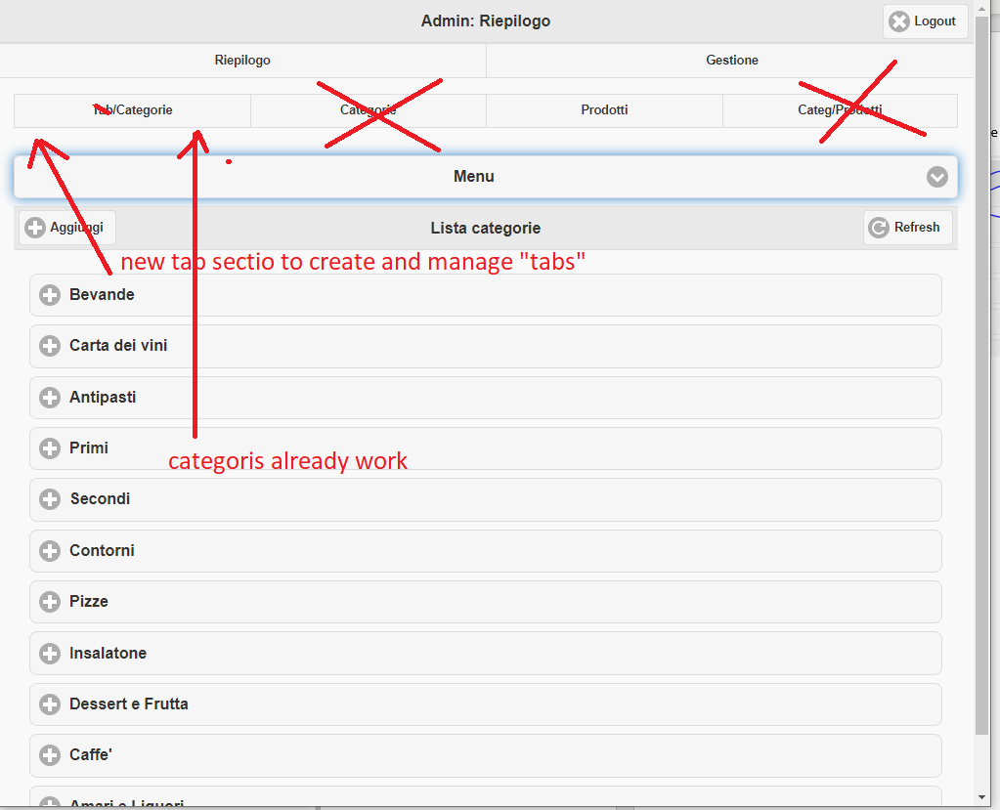 Admin: Riepilogo
Logout
Riepilogo
Gestione
Tab/Categorie
Categorie
Prodotti
Categ/Prodotti
e
Menu
Aggiungi
Lista categorie
Refresh
new tab sectio to create and manage "tabs"
Bevande
Carta dei vini
Antipasti
Primi
categoris already work
Secondi
Contorni
Pizze
Insalatone
Dessert e Frutta
Caffe'
Amari e Liquori